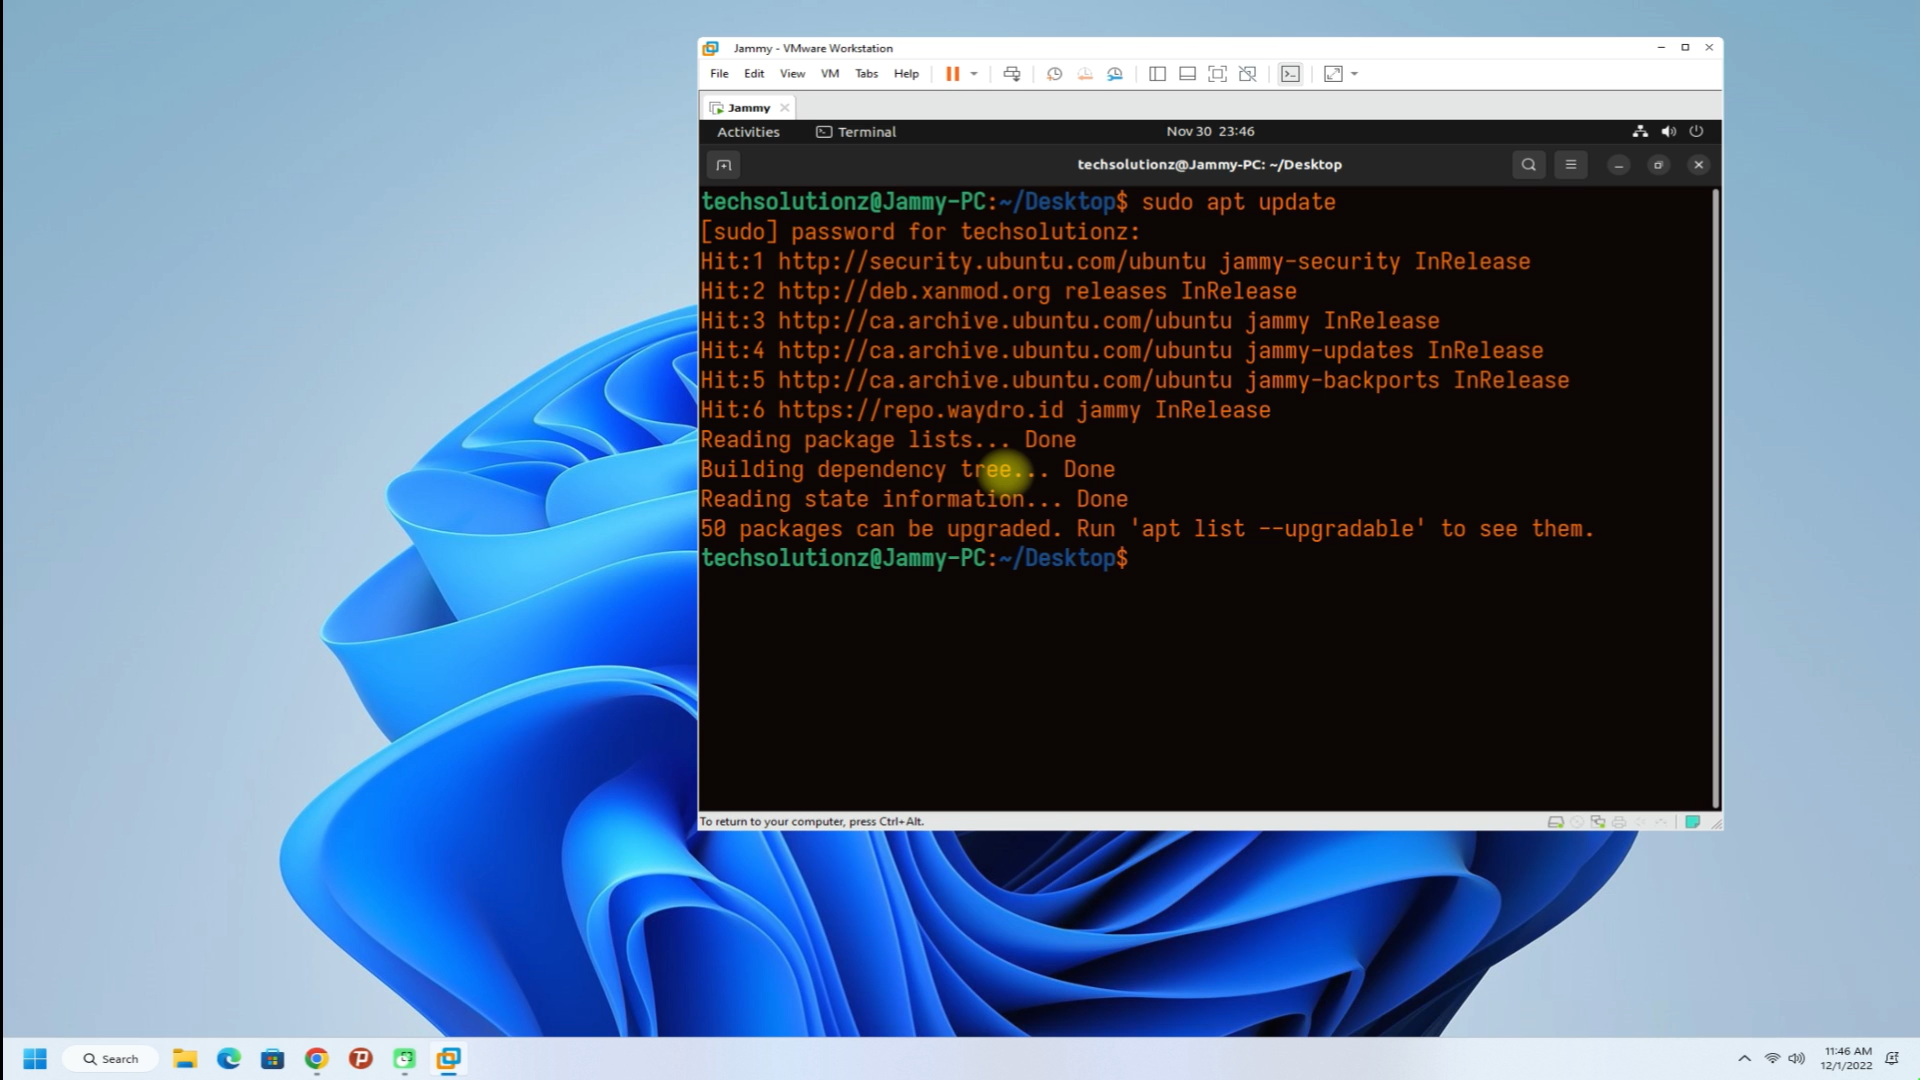 Jammy - VMware Workstation
File Edit View VM Tabs Help
Jammy
Activities Terminal Nov 30 23:46
techsolutionz@Jammy-PC: ~/Desktop
techsolutionz@Jammy-PC:~/Desktop$ sudo apt update
[sudo] password for techsolutionz:
Hit:1 http://security.ubuntu.com/ubuntu jammy-security InRelease
Hit:2 http://deb.xanmod.org releases InRelease
Hit:3 http://ca.archive.ubuntu.com/ubuntu jammy InRelease
Hit:4 http://ca.archive.ubuntu.com/ubuntu jammy-updates InRelease
Hit:5 http://ca.archive.ubuntu.com/ubuntu jammy-backports InRelease
Hit:6 https://repo.waydro.id jammy InRelease
Reading package lists... Done
Building dependency tree... Done
Reading state information... Done
50 packages can be upgraded. Run 'apt list --upgradable' to see them.
techsolutionz@Jammy-PC:~/Desktop$
To return to your computer, press Ctrl+Alt.
Search
11:46 AM
12/1/2022